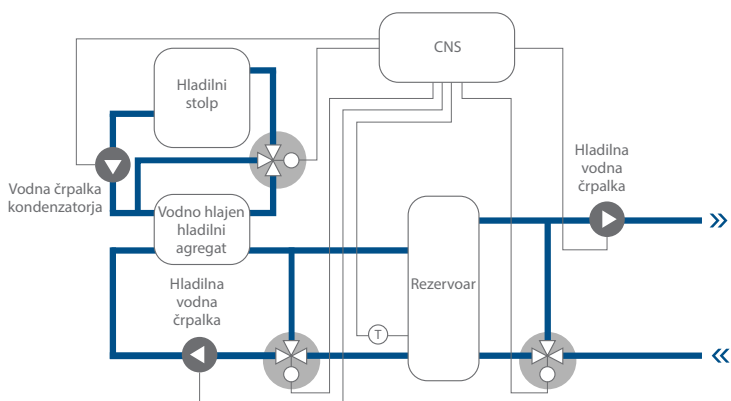 CNS
Hladilni
stolp
Hladilna
vodna
črpalka
Vodna črpalka
kondenzatorja
Vodno hlajen
hladilni
agregat
Rezervoar
Hladilna
vodna
črpalka
T